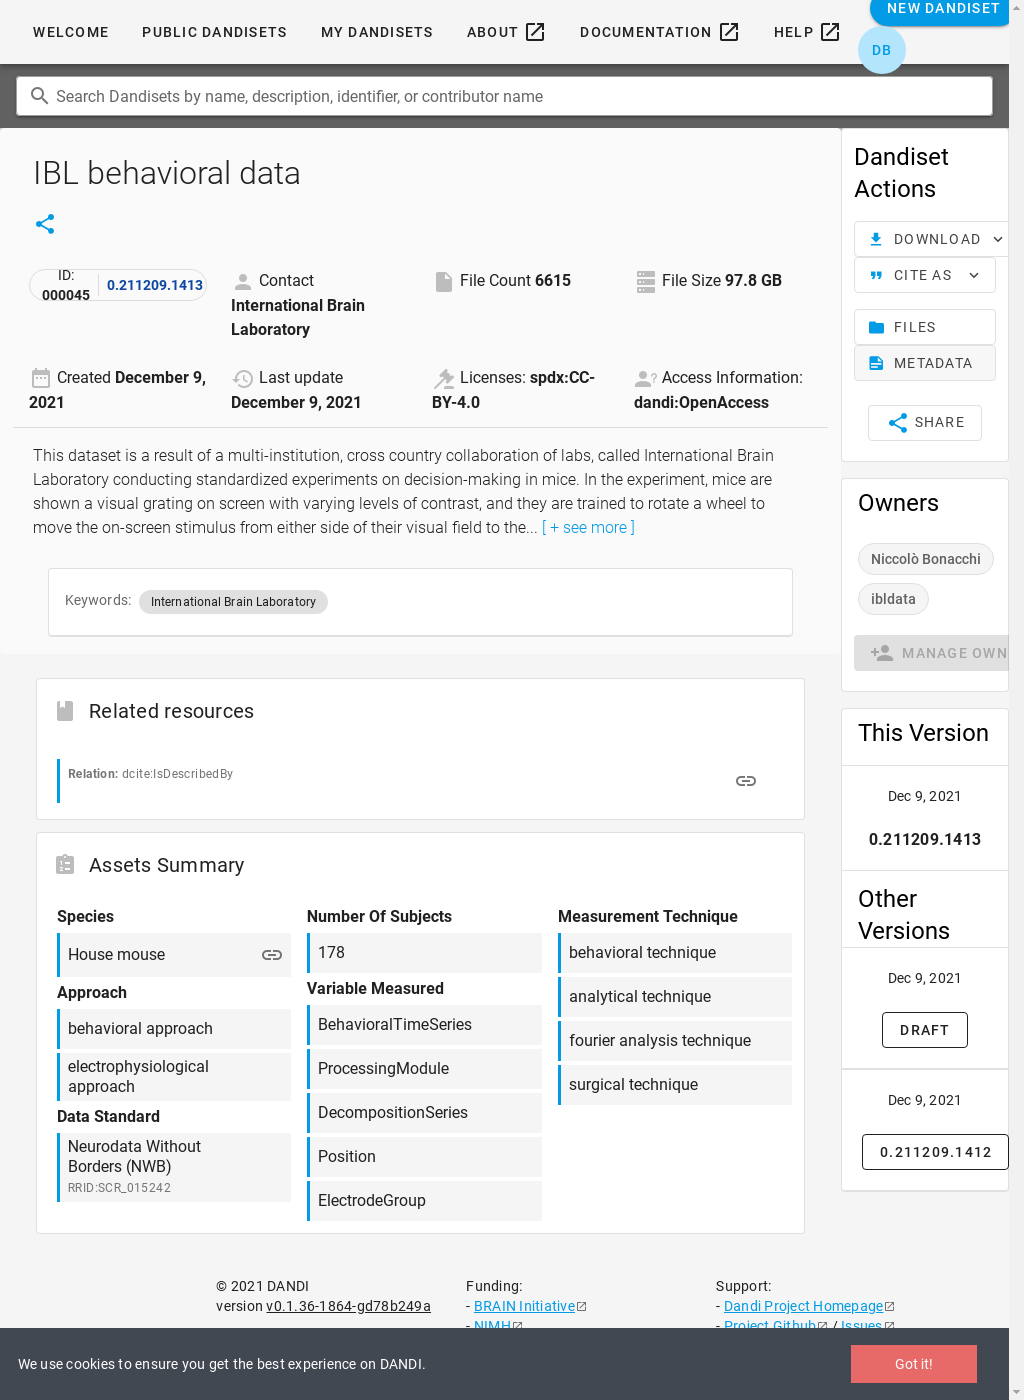 WELCOME PUBLIC DANDISETS MY DANDISETS ABOUT DOCUMENTATION HELP NEW DANDISET
DB
Search Dandisets by name, description, identifier, or contributor name
IBL behavioral data
ID: 000045 0.211209.1413
Contact
International Brain
Laboratory
File Count 6615
File Size 97.8 GB
Created December 9,
2021
Last update
December 9, 2021
Licenses: spdx:CC-
BY-4.0
Access Information:
dandi:OpenAccess
This dataset is a result of a multi-institution, cross country collaboration of labs, called International Brain
Laboratory conducting standardized experiments on decision-making in mice. In the experiment, mice are
shown a visual grating on screen with varying levels of contrast, and they are trained to rotate a wheel to
move the on-screen stimulus from either side of their visual field to the... [ + see more ]
Keywords: International Brain Laboratory
Related resources
Relation: dcite:IsDescribedBy
Assets Summary
Species
House mouse
Approach
behavioral approach
electrophysiological
approach
Data Standard
Neurodata Without
Borders (NWB)
RRID:SCR_015242
Number Of Subjects
178
Variable Measured
BehavioralTimeSeries
ProcessingModule
DecompositionSeries
Position
ElectrodeGroup
Measurement Technique
behavioral technique
analytical technique
fourier analysis technique
surgical technique
Dandiset
Actions
DOWNLOAD
CITE AS
FILES
METADATA
SHARE
Owners
Niccolò Bonacchi
ibldata
MANAGE OWN
This Version
Dec 9, 2021
0.211209.1413
Other
Versions
Dec 9, 2021
DRAFT
Dec 9, 2021
0.211209.1412
© 2021 DANDI
version v0.1.36-1864-gd78b249a
Funding:
- BRAIN Initiative
- NIMH
Support:
- Dandi Project Homepage
- Project Github / Issues
We use cookies to ensure you get the best experience on DANDI.
Got it!